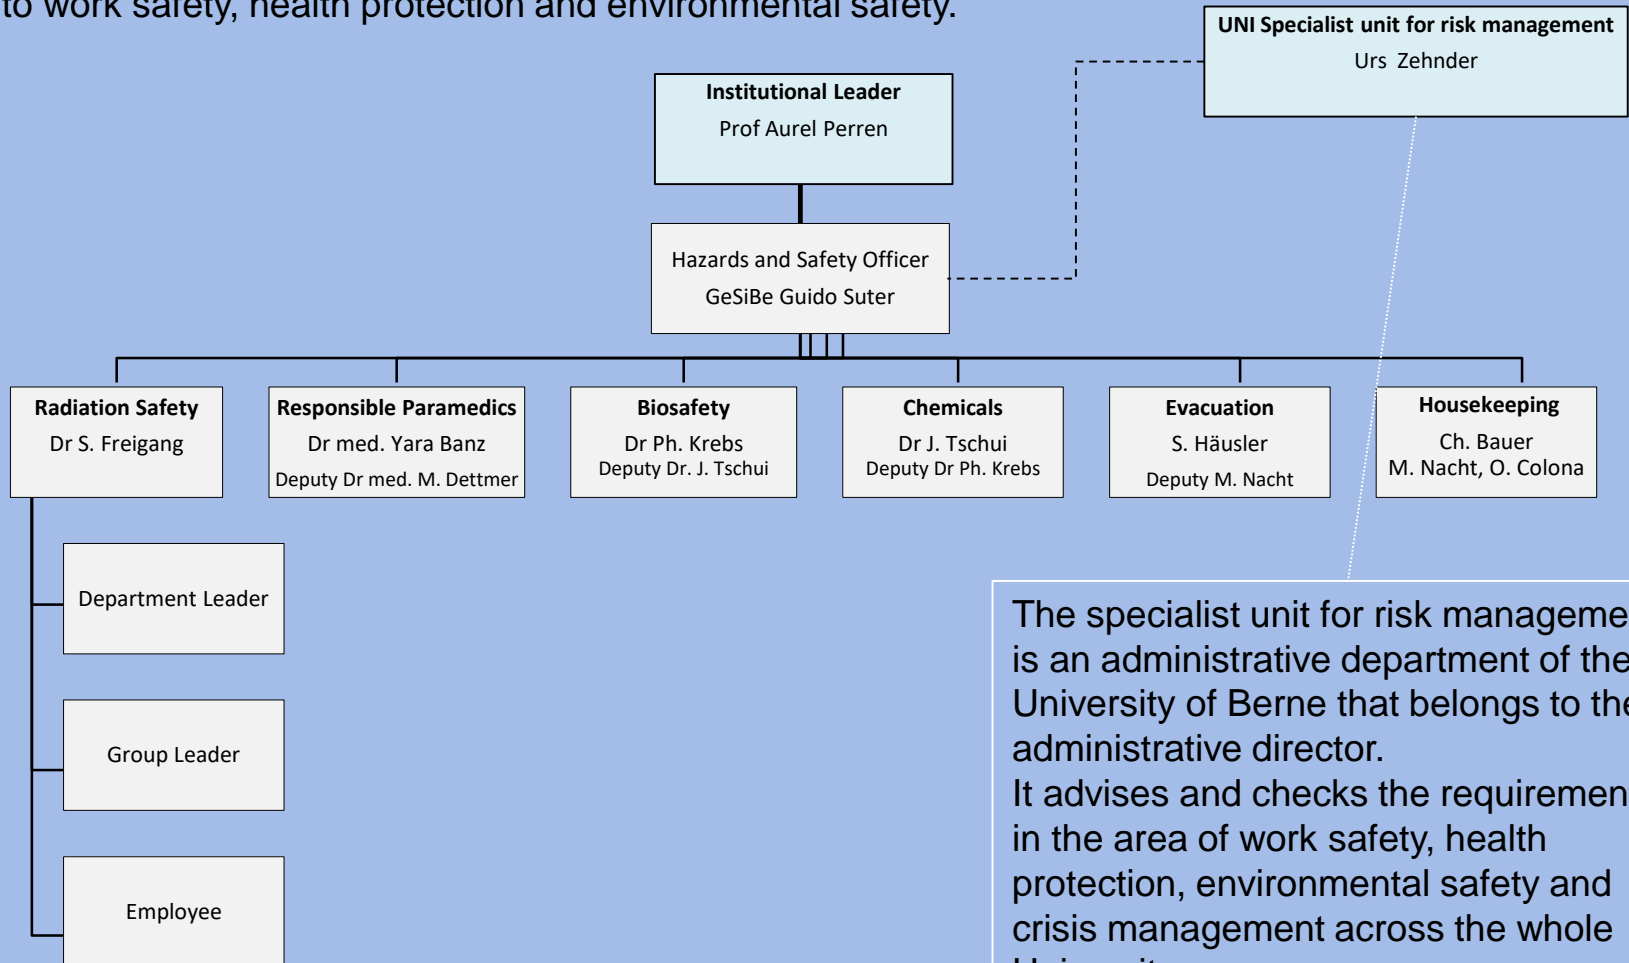 to work safety, health protection and environmental safety.
UNI Specialist unit for risk management
Urs Zehnder
Institutional Leader
Prof Aurel Perren
Hazards and Safety Officer
GeSiBe Guido Suter
Radiation Safety
Dr S. Freigang
Responsible Paramedics
Dr med. Yara Banz
Deputy Dr med. M. Dettmer
Biosafety
Dr Ph. Krebs
Deputy Dr. J. Tschui
Chemicals
Dr J. Tschui
Deputy Dr Ph. Krebs
Evacuation
S. Häusler
Deputy M. Nacht
Housekeeping
Ch. Bauer
M. Nacht, O. Colona
Department Leader
Group Leader
Employee
The specialist unit for risk manageme
is an administrative department of the
University of Berne that belongs to the
administrative director.
It advises and checks the requiremen
in the area of work safety, health
protection, environmental safety and
crisis management across the whole